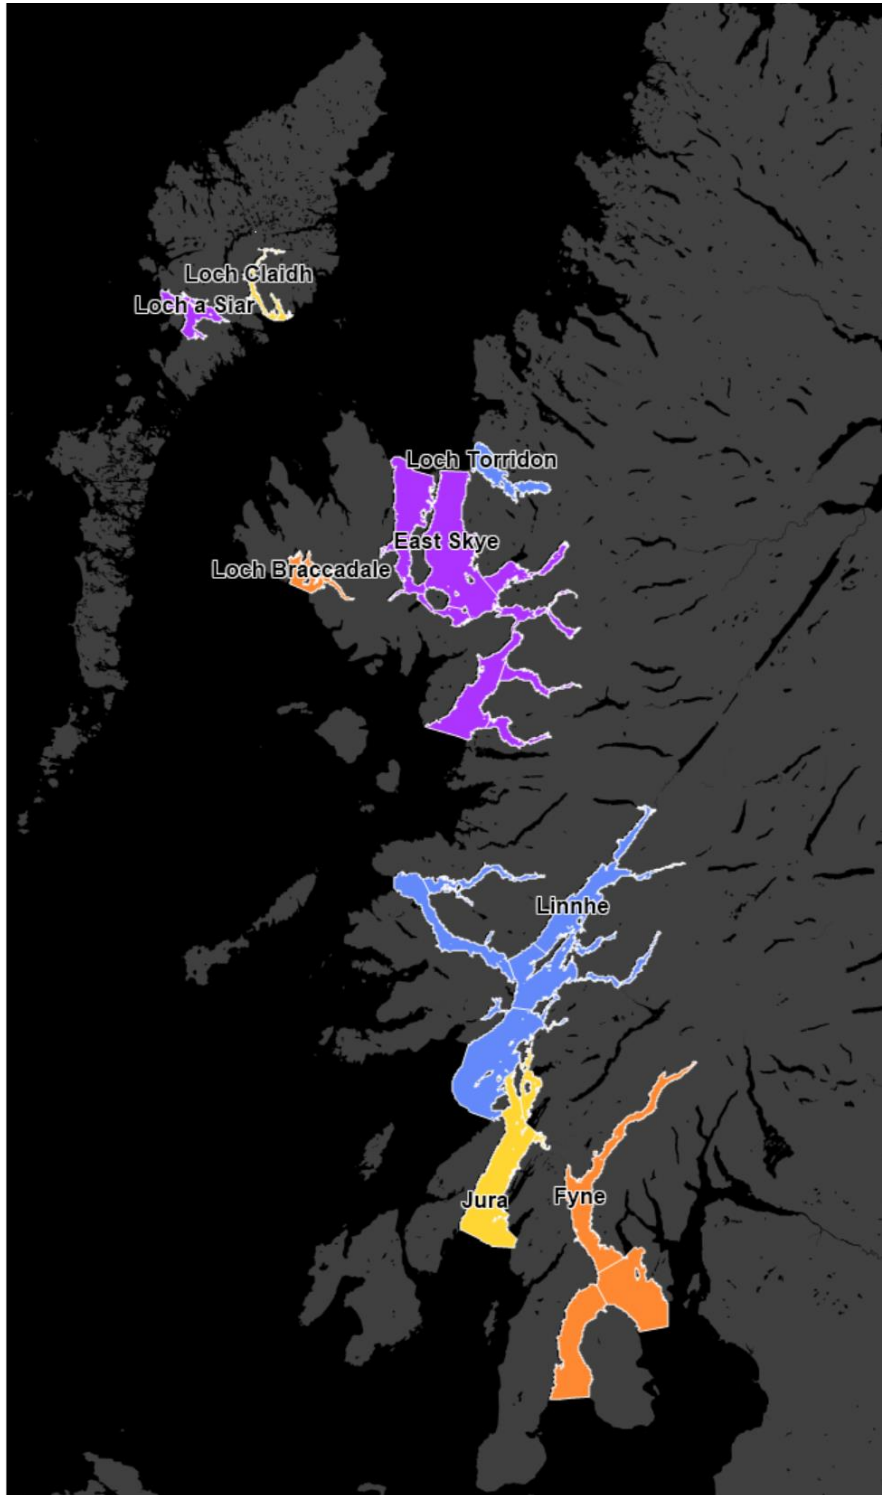 Loch Claidh
Loch a Siar
Loch Torridon
East Skye
Loch Braccadale
Linnhe
Jura
Fyne